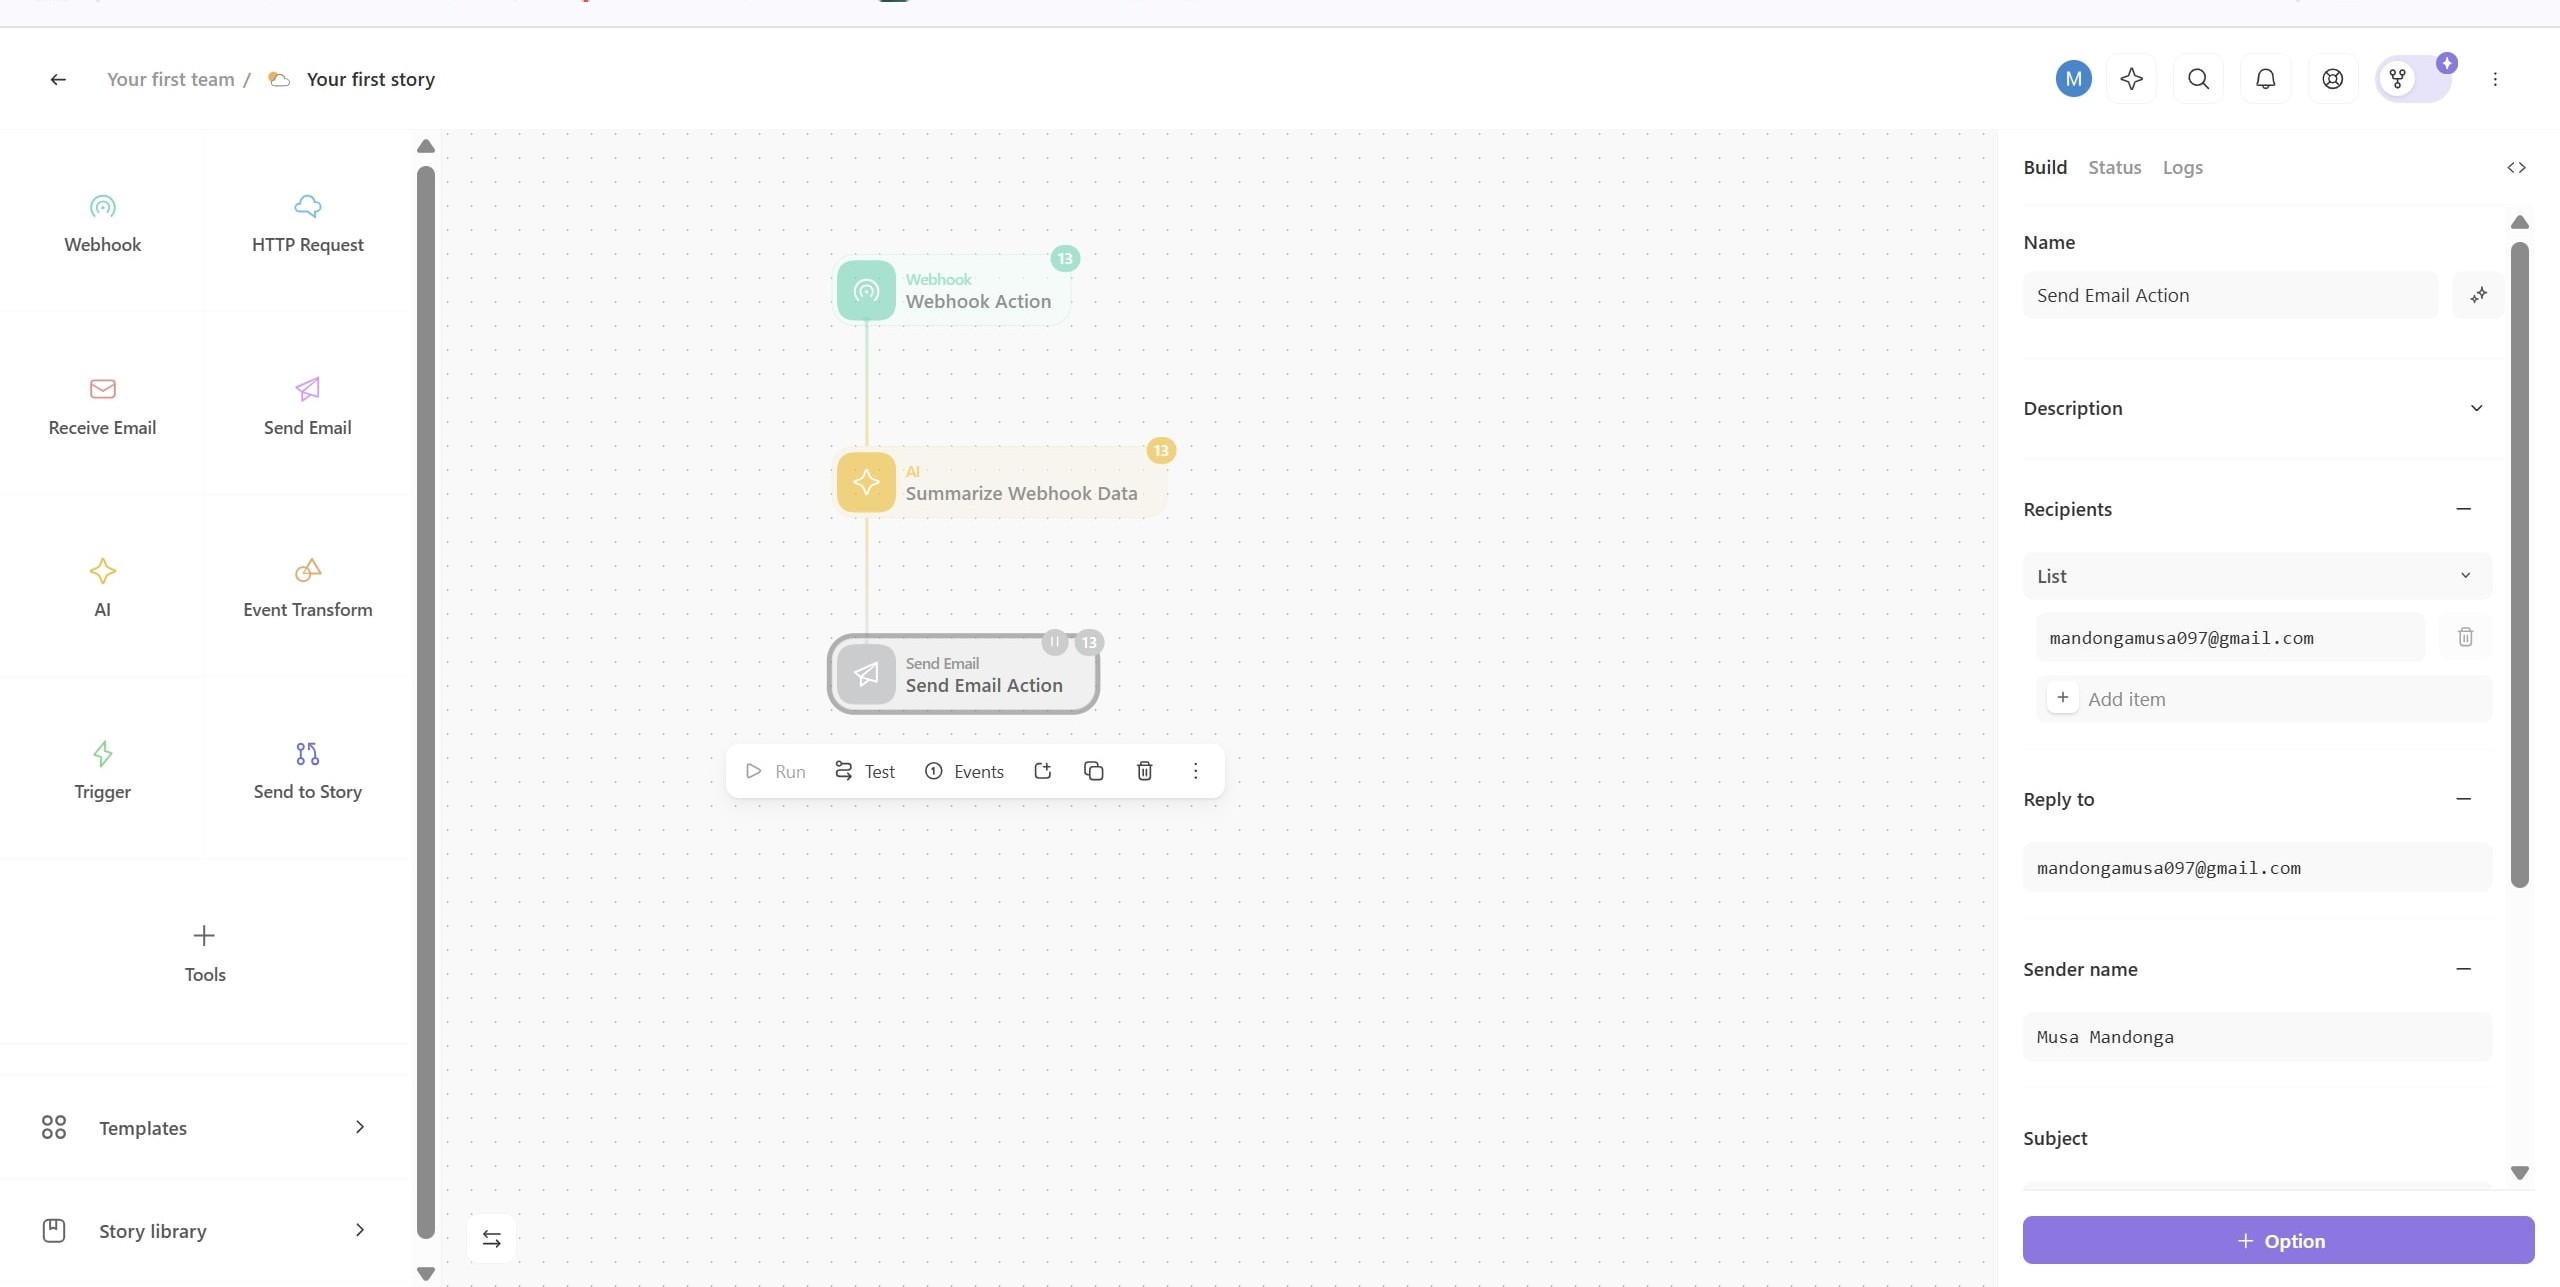 Your first team / Your first story
M
Webhook
HTTP Request
Receive Email
Send Email
AI
Event Transform
Trigger
Send to Story
Tools
Templates
Story library
13
Webhook
Webhook Action
13
AI
Summarize Webhook Data
13
Send Email
Send Email Action
Run
Test
1
Events
Build
Status
Logs
Name
Send Email Action
Description
Recipients
List
mandongamusa097@gmail.com
Add item
Reply to
mandongamusa097@gmail.com
Sender name
Musa Mandonga
Subject
Option